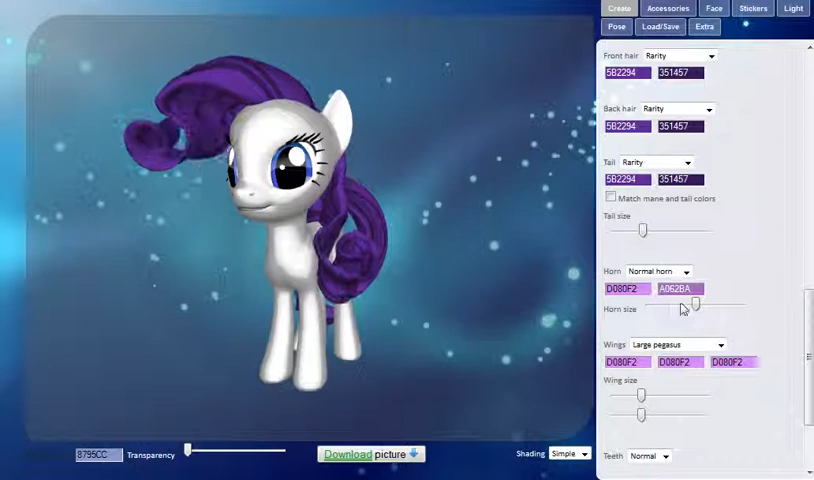 Create Accessories Face Stickers Light
Pose Load/Save Extra
Front hair Rarity
5B2294 351457
Back hair Rarity
5B2294 351457
Tail Rarity
5B2294 351457
Match mane and tail colors
Tail size
Horn Normal horn
D080F2 A062BA
Horn size
Wings Large pegasus
D080F2 D080F2 D080F2
Wing size
Teeth Normal
8795CC Transparency Download picture Shading Simple